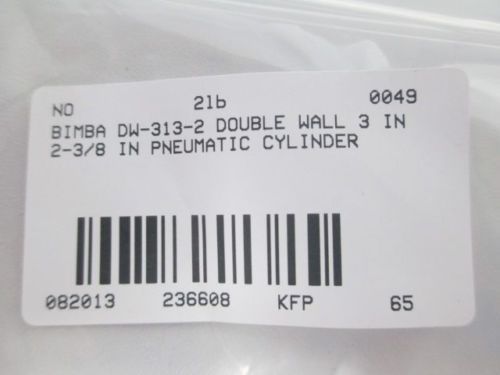 NO 2lb 0049
BIMBA DW-313-2 DOUBLE WALL 3 IN
2-3/8 IN PNEUMATIC CYLINDER
082013 236608 KFP 65